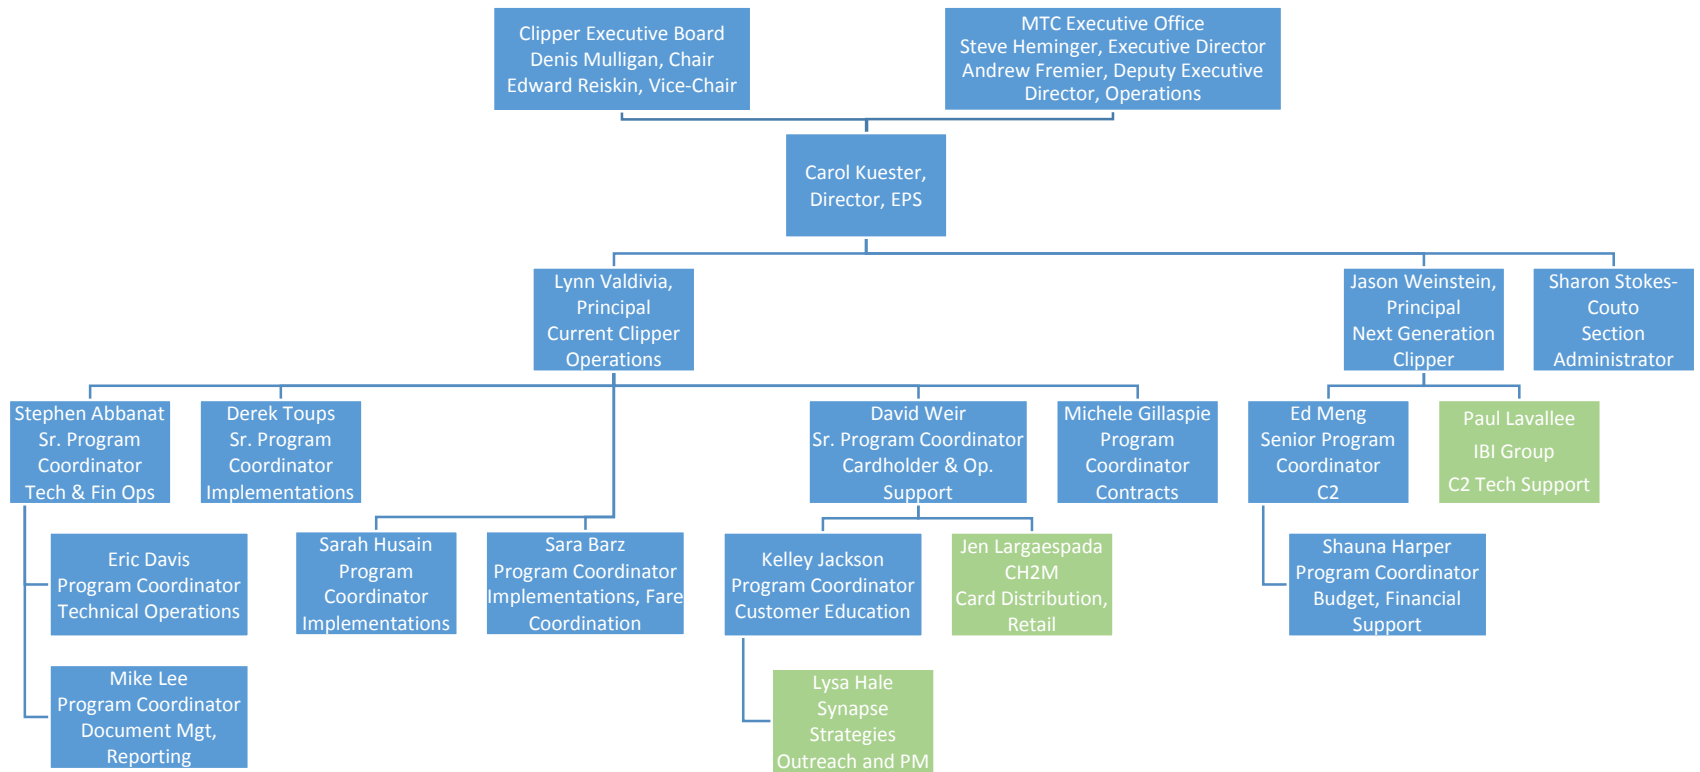 Clipper Executive Board
Denis Mulligan, Chair
Edward Reiskin, Vice-Chair
MTC Executive Office
Steve Heminger, Executive Director
Andrew Fremier, Deputy Executive
Director, Operations
Carol Kuester,
Director, EPS
Lynn Valdivia,
Principal
Current Clipper
Operations
Jason Weinstein,
Principal
Next Generation
Clipper
Sharon Stokes-
Couto
Section
Administrator
Stephen Abbanat
Sr. Program
Coordinator
Tech & Fin Ops
Derek Toups
Sr. Program
Coordinator
Implementations
David Weir
Sr. Program Coordinator
Cardholder & Op.
Support
Michele Gillaspie
Program
Coordinator
Contracts
Ed Meng
Senior Program
Coordinator
C2
Paul Lavallee
IBI Group
C2 Tech Support
Eric Davis
Program Coordinator
Technical Operations
Sarah Husain
Program
Coordinator
Implementations
Sara Barz
Program Coordinator
Implementations, Fare
Coordination
Kelley Jackson
Program Coordinator
Customer Education
Jen Largaespada
CH2M
Card Distribution,
Retail
Shauna Harper
Program Coordinator
Budget, Financial
Support
Mike Lee
Program Coordinator
Document Mgt,
Reporting
Lysa Hale
Synapse
Strategies
Outreach and PM